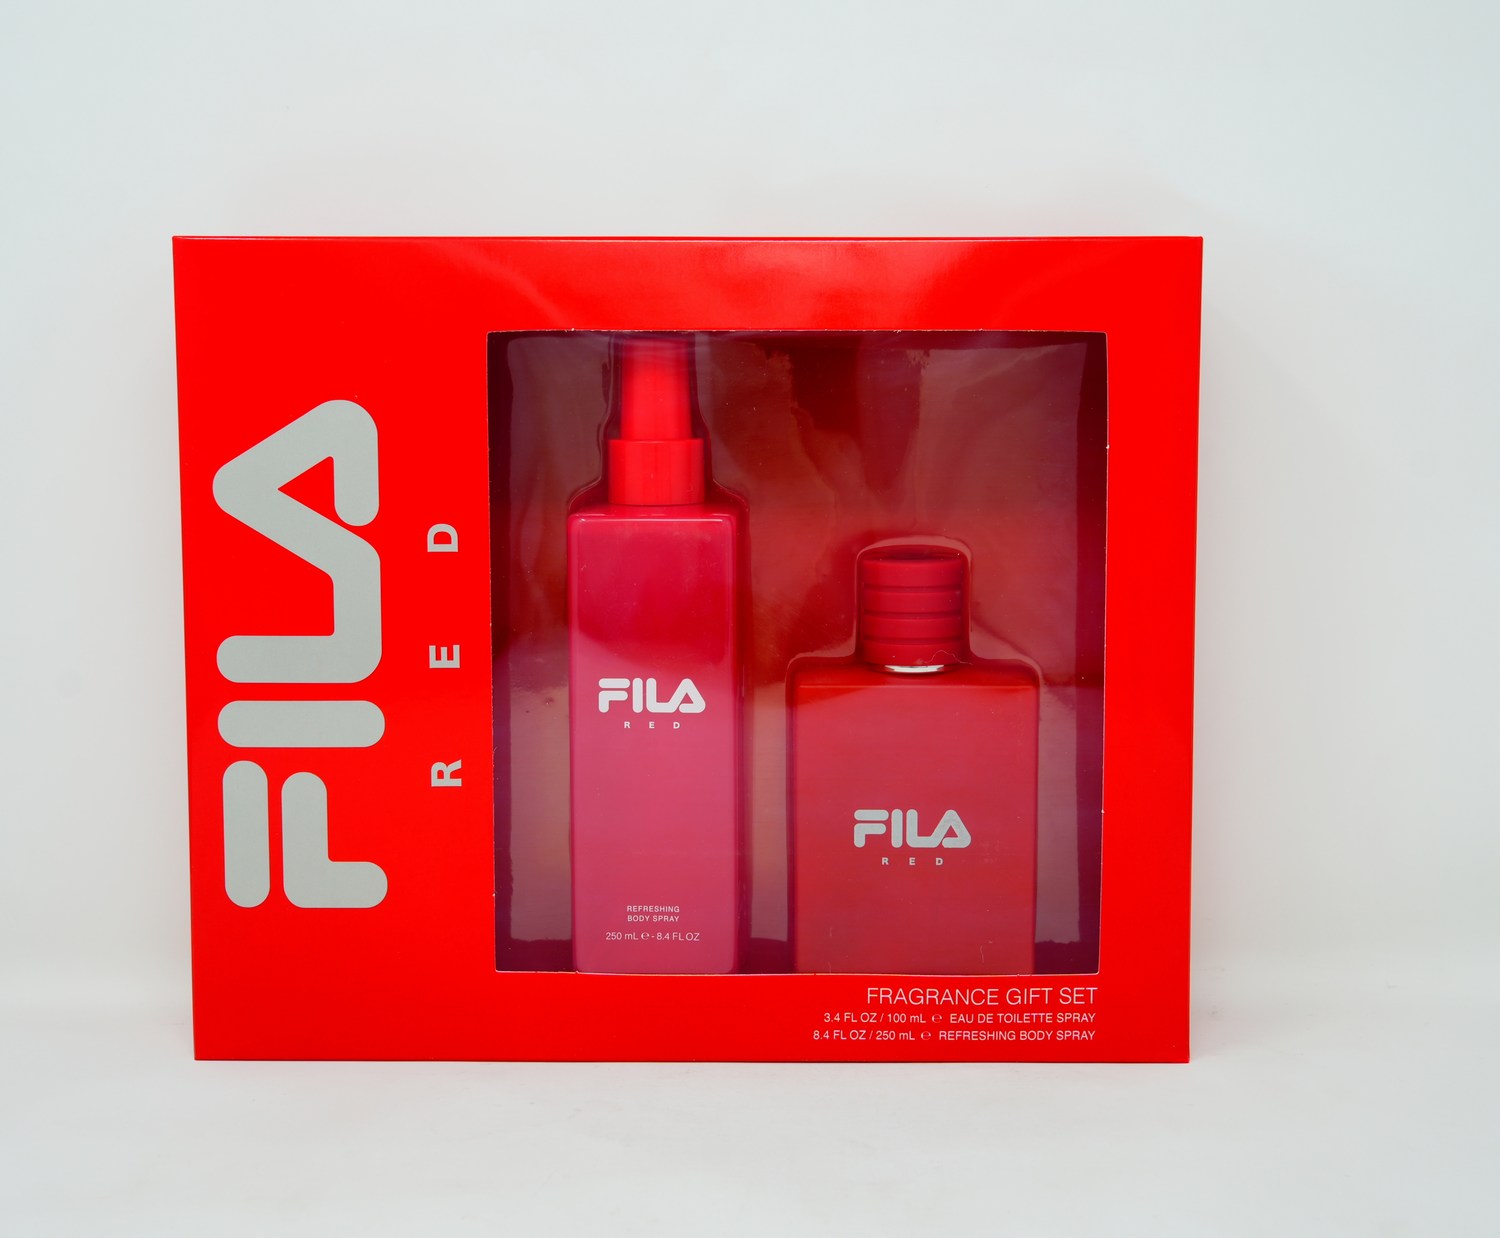 FILA
RED
FILA
RED
REFRESHING
BODY SPRAY
250 mL ℮ - 8.4 FL OZ
FILA
RED
FRAGRANCE GIFT SET
3.4 FL OZ / 100 mL ℮ EAU DE TOILETTE SPRAY
8.4 FL OZ / 250 mL ℮ REFRESHING BODY SPRAY